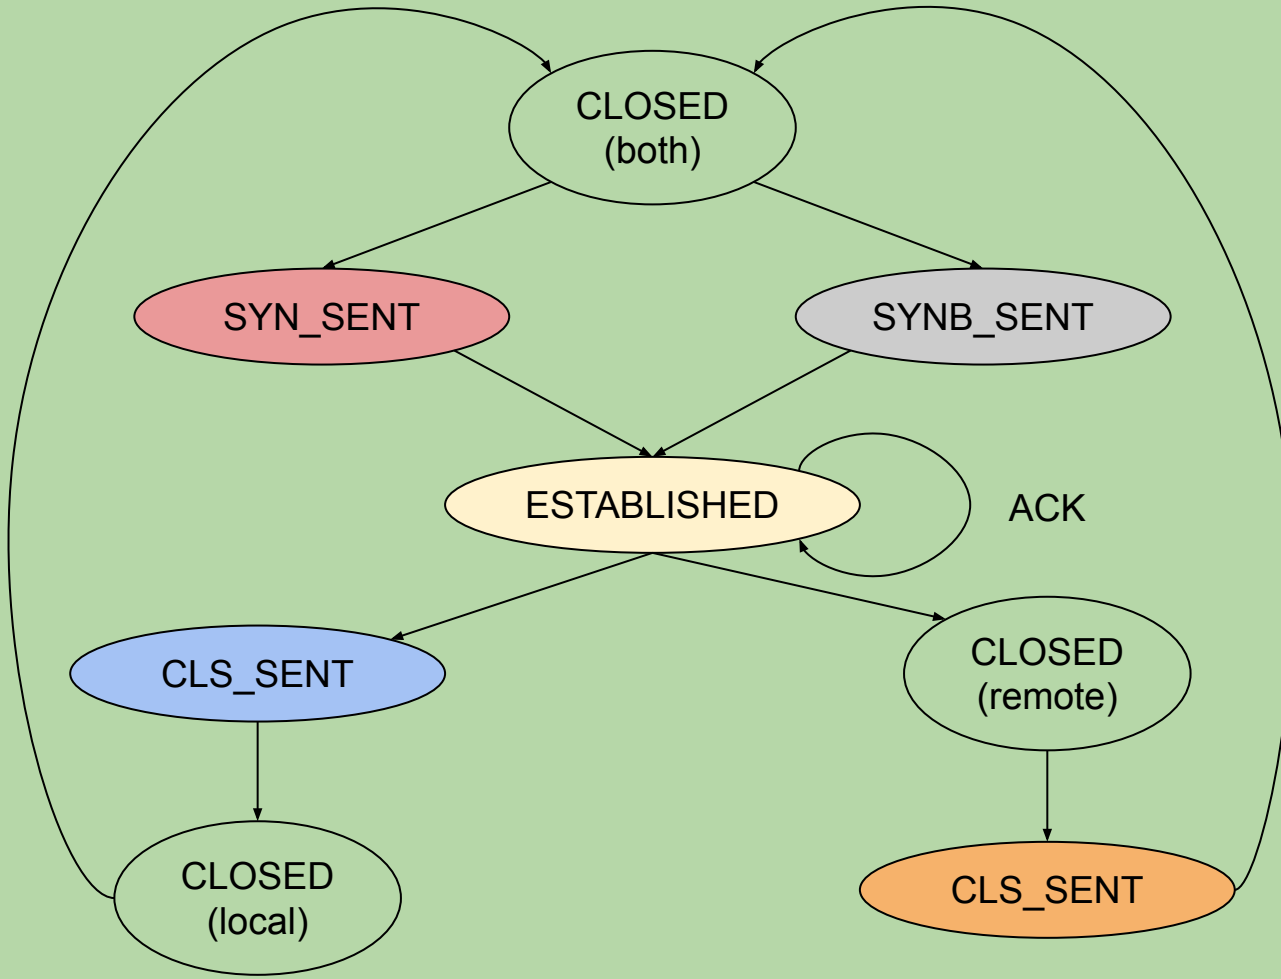 CLOSED
(both)
SYN_SENT
SYNB_SENT
ESTABLISHED
ACK
CLS_SENT
CLOSED
(remote)
CLOSED
(local)
CLS_SENT